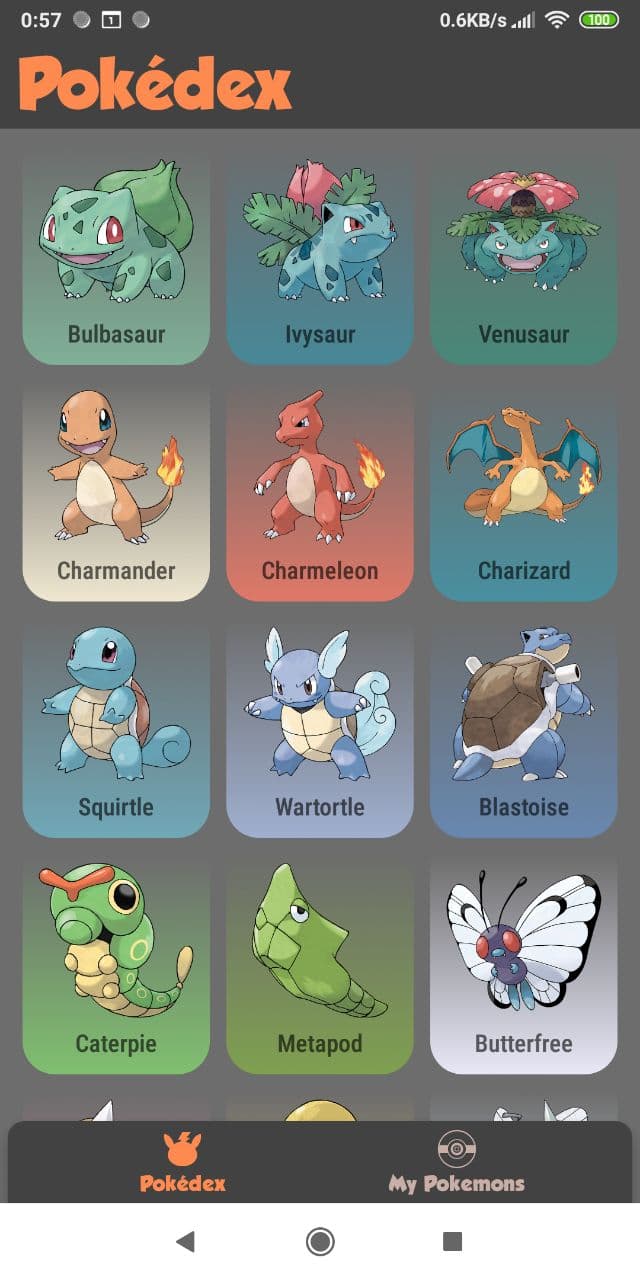 0:57 1 0.6KB/s 100
Pokédex
Bulbasaur Ivysaur Venusaur
Charmander Charmeleon Charizard
Squirtle Wartortle Blastoise
Caterpie Metapod Butterfree
Pokédex My Pokemons